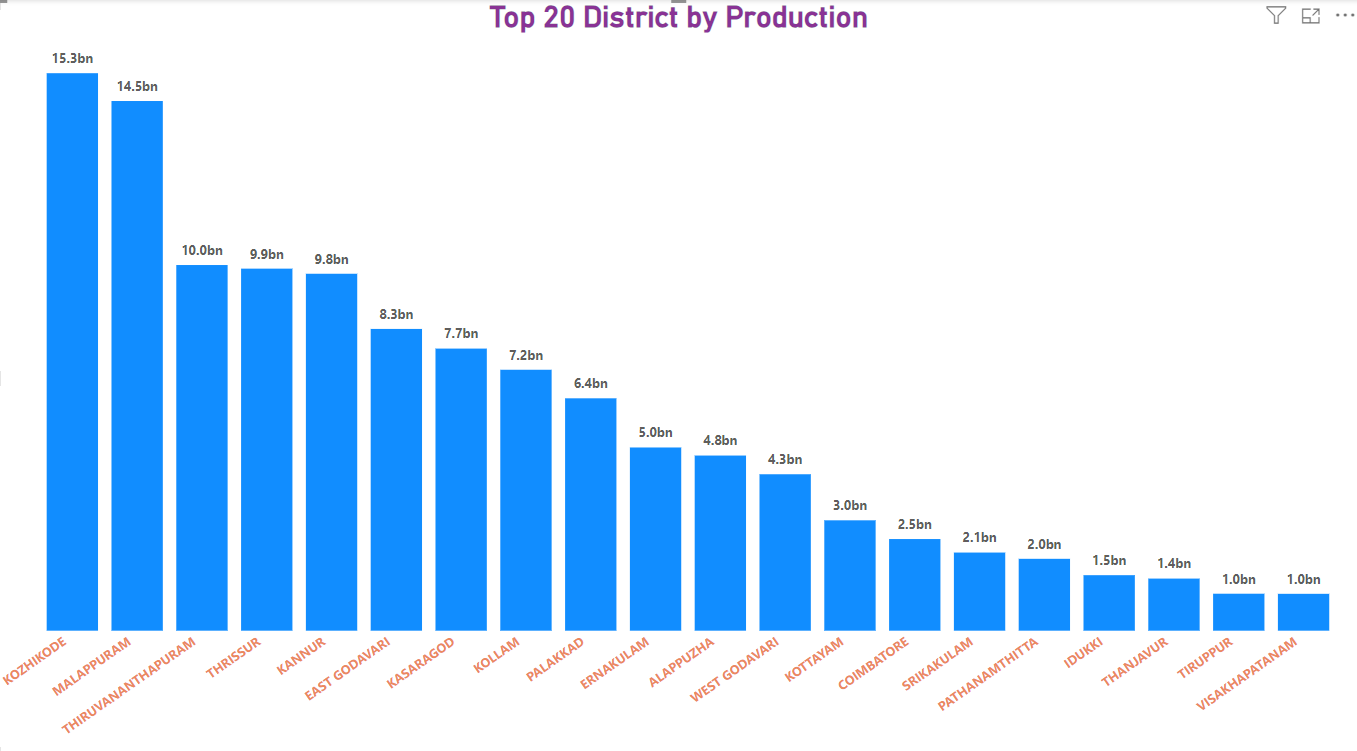 Top 20 District by Production
15.3bn
14.5bn
10.0bn
9.9bn
9.8bn
8.3bn
7.7bn
7.2bn
6.4bn
5.0bn
4.8bn
4.3bn
3.0bn
2.5bn
2.1bn
2.0bn
1.5bn
1.4bn
1.0bn
1.0bn
KOZHIKODE
MALAPPURAM
THIRUVANANTHAPURAM
THRISSUR
KANNUR
EAST GODAVARI
KASARAGOD
KOLLAM
PALAKKAD
ERNAKULAM
ALAPPUZHA
WEST GODAVARI
KOTTAYAM
COIMBATORE
SRIKAKULAM
PATHANAMTHITTA
IDUKKI
THANJAVUR
TIRUPPUR
VISAKHAPATANAM